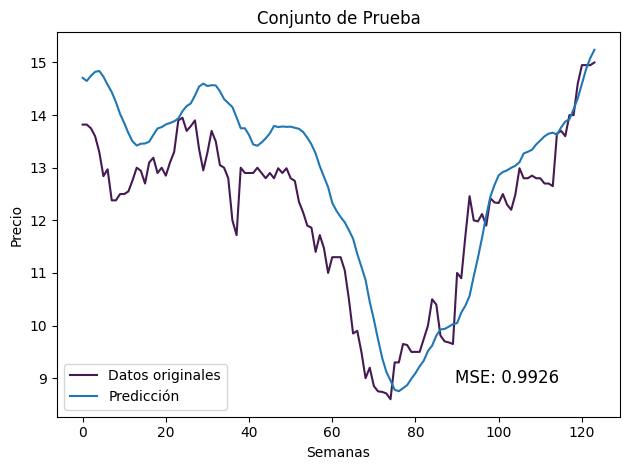 Conjunto de Prueba
Precio
15
14
13
12
11
10
9
Datos originales
Predicción
MSE: 0.9926
0 20 40 60 80 100 120
Semanas